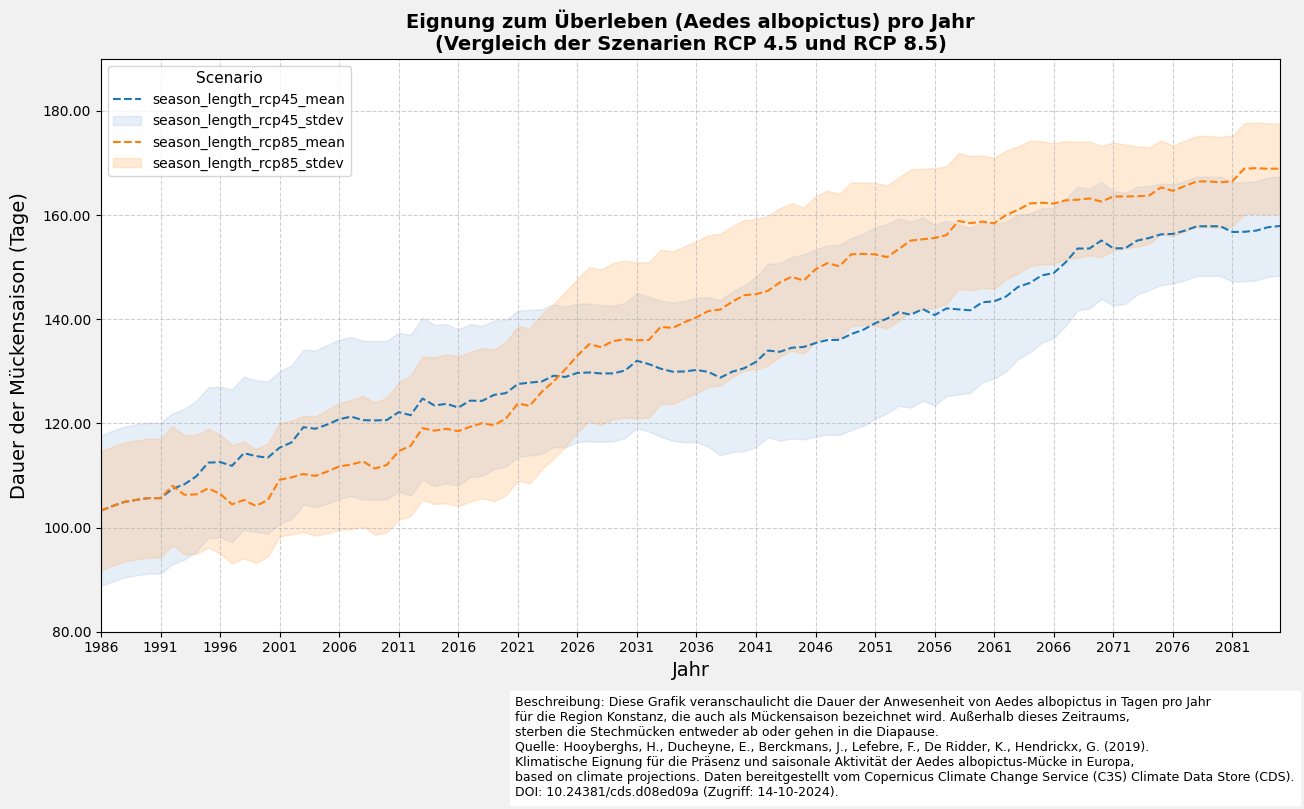 Eignung zum Überleben (Aedes albopictus) pro Jahr
(Vergleich der Szenarien RCP 4.5 und RCP 8.5)
Scenario
season_length_rcp45_mean
season_length_rcp45_stdev
season_length_rcp85_mean
season_length_rcp85_stdev
Dauer der Mückensaison (Tage)
180.00
160.00
140.00
120.00
100.00
80.00
1986 1991 1996 2001 2006 2011 2016 2021 2026 2031 2036 2041 2046 2051 2056 2061 2066 2071 2076 2081
Jahr
Beschreibung: Diese Grafik veranschaulicht die Dauer der Anwesenheit von Aedes albopictus in Tagen pro Jahr
für die Region Konstanz, die auch als Mückensaison bezeichnet wird. Außerhalb dieses Zeitraums,
sterben die Stechmücken entweder ab oder gehen in die Diapause.
Quelle: Hooyberghs, H., Ducheyne, E., Berckmans, J., Lefebre, F., De Ridder, K., Hendrickx, G. (2019).
Klimatische Eignung für die Präsenz und saisonale Aktivität der Aedes albopictus-Mücke in Europa,
based on climate projections. Daten bereitgestellt vom Copernicus Climate Change Service (C3S) Climate Data Store (CDS).
DOI: 10.24381/cds.d08ed09a (Zugriff: 14-10-2024).